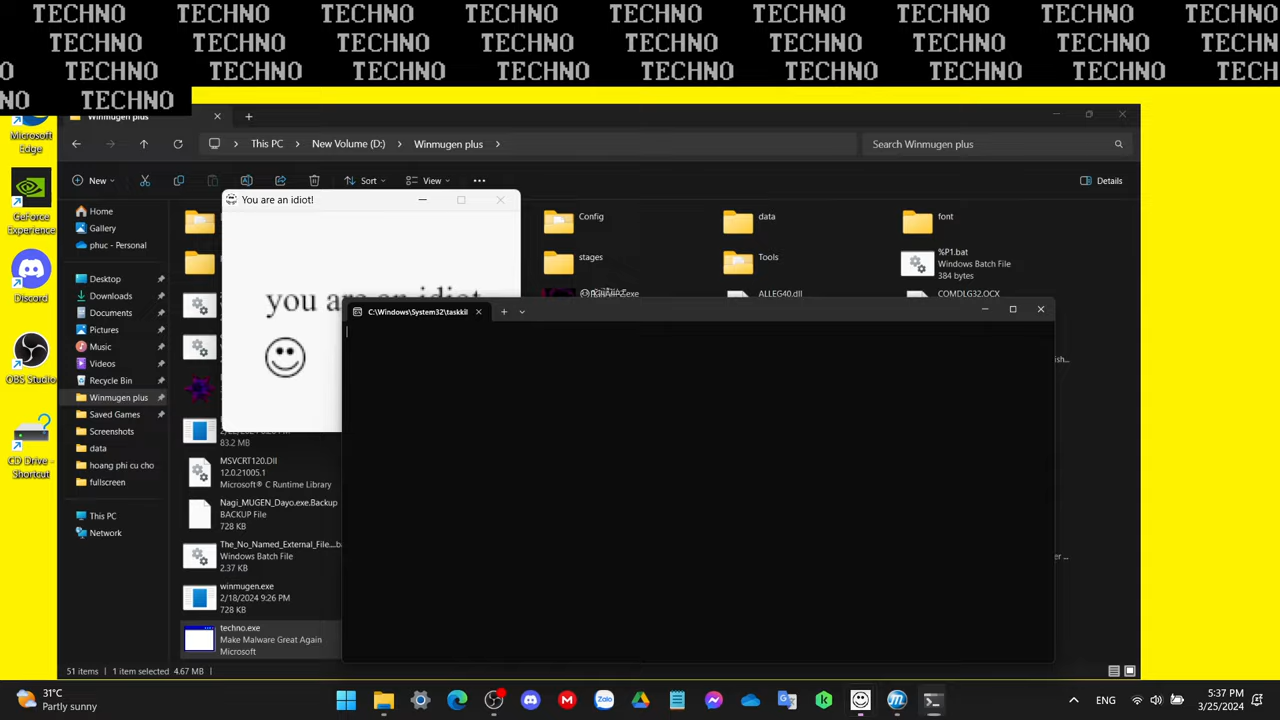 TECHNO TECHNO TECHNO TECHNO TECHNO TECHNO TECHNO TECHNO TECHNO
TECHNO TECHNO TECHNO TECHNO TECHNO TECHNO TECHNO TECHNO
O TECHNO TECHNO TECHNO TECHNO TECHNO TECHNO TECHNO TECH
NO TECHNO
Winmugen plus
Microsoft Edge
GeForce Experience
Discord
OBS Studio
CD Drive - Shortcut
This PC
New Volume (D:)
Winmugen plus
Search Winmugen plus
New
Sort
View
Details
Home
Gallery
phuc - Personal
Desktop
Downloads
Documents
Pictures
Music
Videos
Recycle Bin
Winmugen plus
Saved Games
Screenshots
data
hoang phi cu cho
fullscreen
This PC
Network
You are an idiot!
you are an idiot
Config
data
font
stages
Tools
%P1.bat
Windows Batch File
384 bytes
ALLEG40.dll
COMDLG32.OCX
C:\Windows\System32\taskkil
83.2 MB
MSVCRT120.Dll
12.0.21005.1
Microsoft® C Runtime Library
Nagi_MUGEN_Dayo.exe.Backup
BACKUP File
728 KB
The_No_Named_External_File....ba
Windows Batch File
2.37 KB
winmugen.exe
2/18/2024 9:26 PM
728 KB
techno.exe
Make Malware Great Again
Microsoft
51 items
1 item selected 4.67 MB
31°C
Partly sunny
Zalo
ENG
5:37 PM
3/25/2024